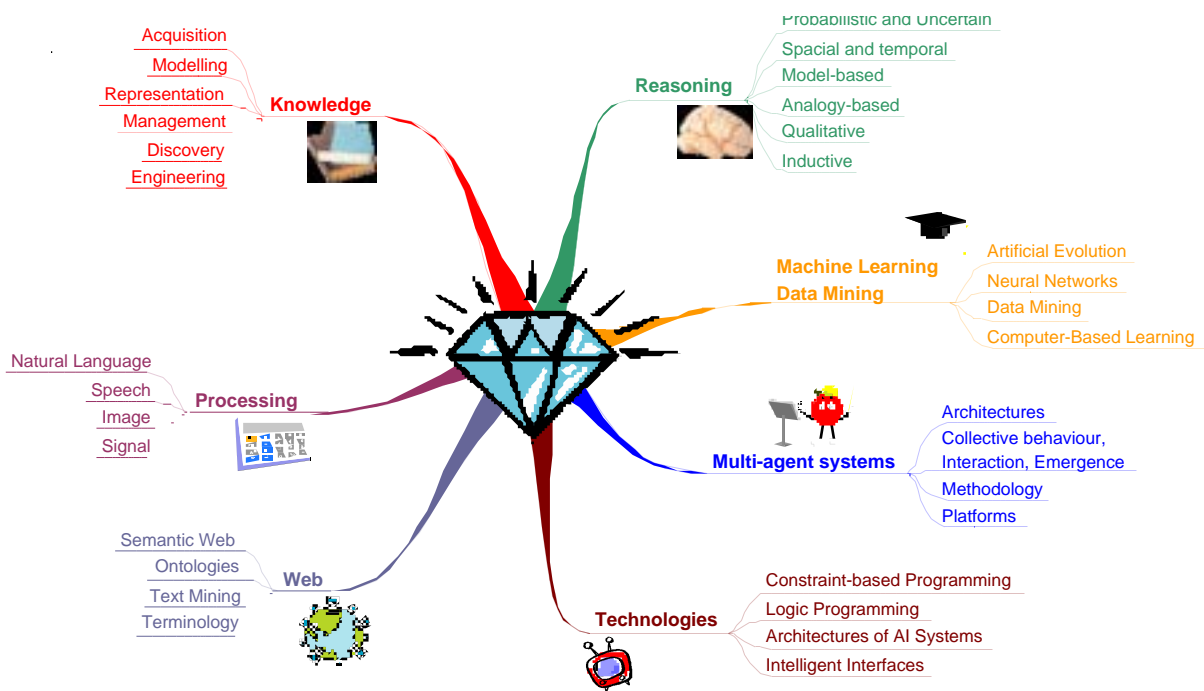 Acquisition
Modelling
Representation
Management
Discovery
Engineering
Knowledge
Reasoning
Probabilistic and Uncertain
Spacial and temporal
Model-based
Analogy-based
Qualitative
Inductive
Machine Learning
Data Mining
Artificial Evolution
Neural Networks
Data Mining
Computer-Based Learning
Natural Language
Speech
Image
Signal
Processing
Multi-agent systems
Architectures
Collective behaviour,
Interaction, Emergence
Methodology
Platforms
Semantic Web
Ontologies
Text Mining
Terminology
Web
Technologies
Constraint-based Programming
Logic Programming
Architectures of AI Systems
Intelligent Interfaces